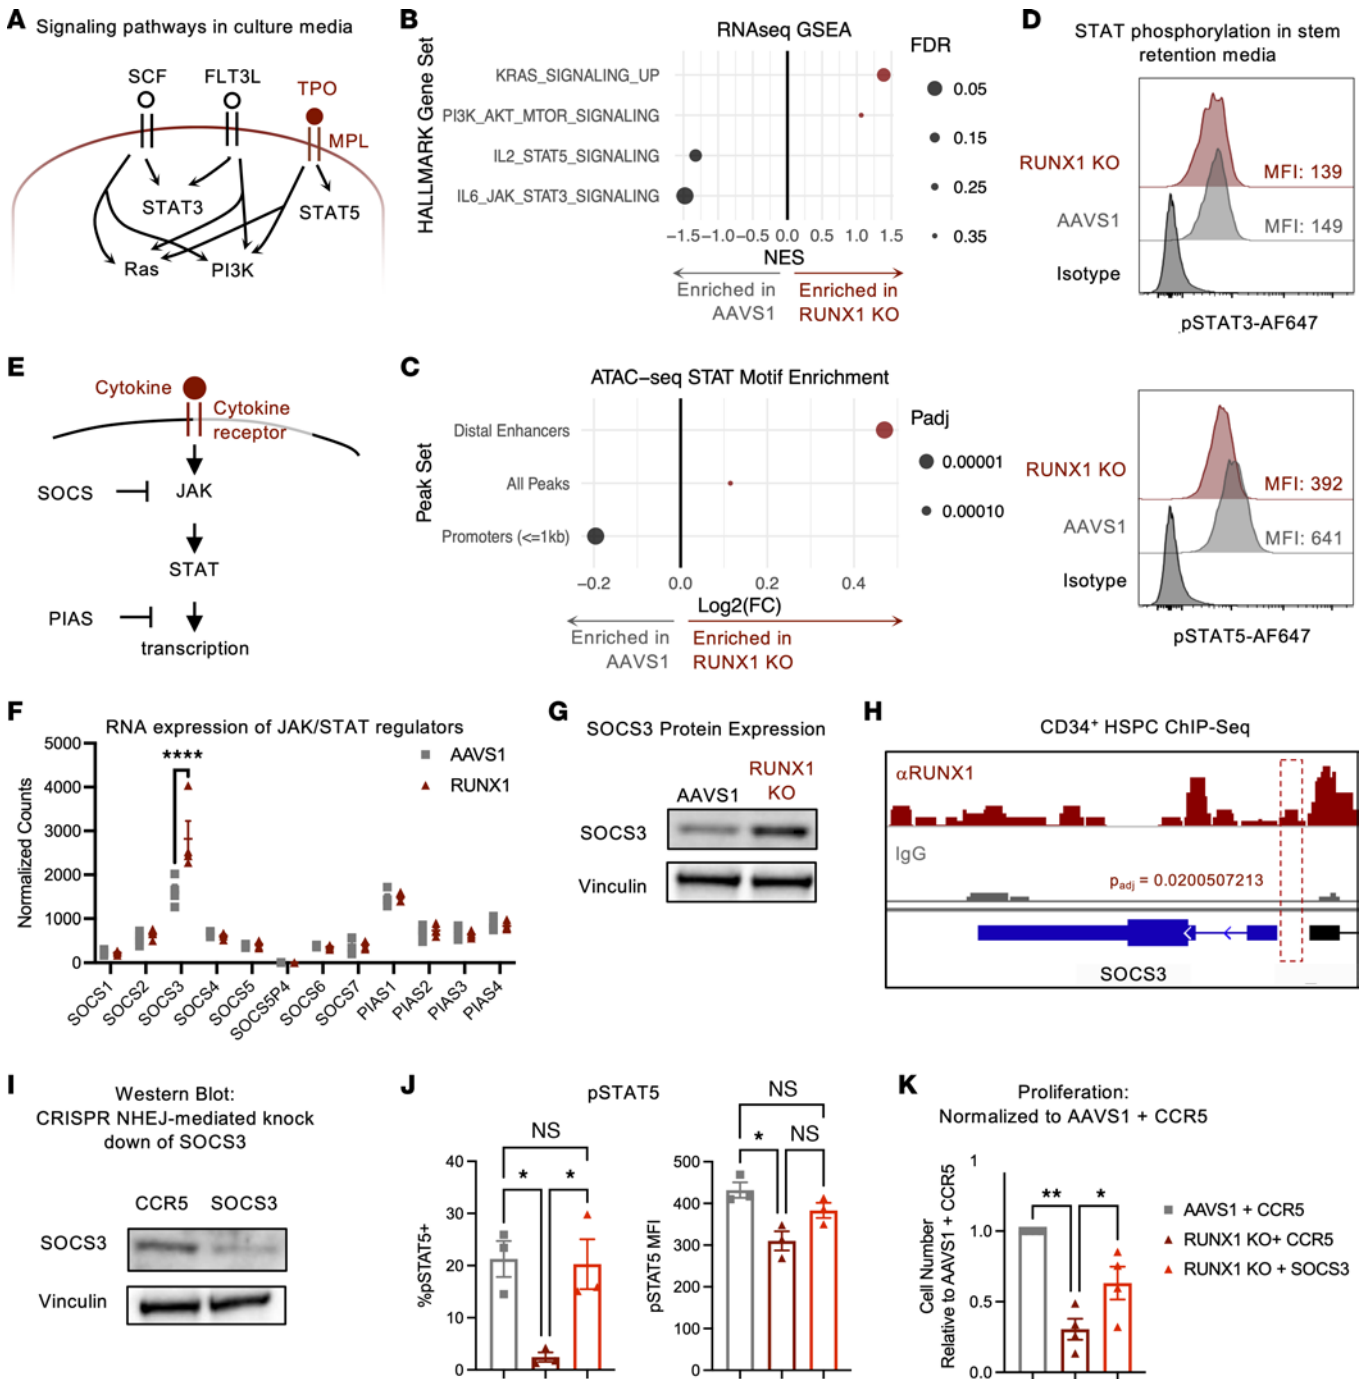 A Signaling pathways in culture media
SCF
FLT3L
TPO
MPL
STAT3
STAT5
Ras
PI3K
B
RNAseq GSEA
HALLMARK Gene Set
KRAS_SIGNALING_UP
PI3K_AKT_MTOR_SIGNALING
IL2_STAT5_SIGNALING
IL6_JAK_STAT3_SIGNALING
−1.5 −1.0 −0.5 0.0 0.5 1.0 1.5
NES
Enriched in
AAVS1
Enriched in
RUNX1 KO
FDR
0.05
0.15
0.25
0.35
D
STAT phosphorylation in stem
retention media
RUNX1 KO
MFI: 139
AAVS1
MFI: 149
Isotype
pSTAT3-AF647
RUNX1 KO
MFI: 392
AAVS1
MFI: 641
Isotype
pSTAT5-AF647
E
Cytokine
Cytokine
receptor
SOCS
JAK
STAT
PIAS
transcription
C
ATAC−seq STAT Motif Enrichment
Peak Set
Distal Enhancers
All Peaks
Promoters (<=1kb)
−0.2 0.0 0.2 0.4
Log2(FC)
Enriched in
AAVS1
Enriched in
RUNX1 KO
Padj
0.00001
0.00010
F
RNA expression of JAK/STAT regulators
Normalized Counts
5000
4000
3000
2000
1000
0
****
AAVS1
RUNX1
SOCS1
SOCS2
SOCS3
SOCS4
SOCS5
SOCS5P4
SOCS6
SOCS7
PIAS1
PIAS2
PIAS3
PIAS4
G
SOCS3 Protein Expression
AAVS1
RUNX1
KO
SOCS3
Vinculin
H
CD34+ HSPC ChIP-Seq
αRUNX1
IgG
padj = 0.0200507213
SOCS3
I
Western Blot:
CRISPR NHEJ-mediated knock
down of SOCS3
CCR5 SOCS3
SOCS3
Vinculin
J
pSTAT5
%pSTAT5+
40
30
20
10
0
NS
* *
pSTAT5 MFI
500
400
300
200
100
0
NS
* NS
K
Proliferation:
Normalized to AAVS1 + CCR5
Cell Number
Relative to AAVS1 + CCR5
1
1.0
0.5
0.0
** *
AAVS1 + CCR5
RUNX1 KO+ CCR5
RUNX1 KO + SOCS3